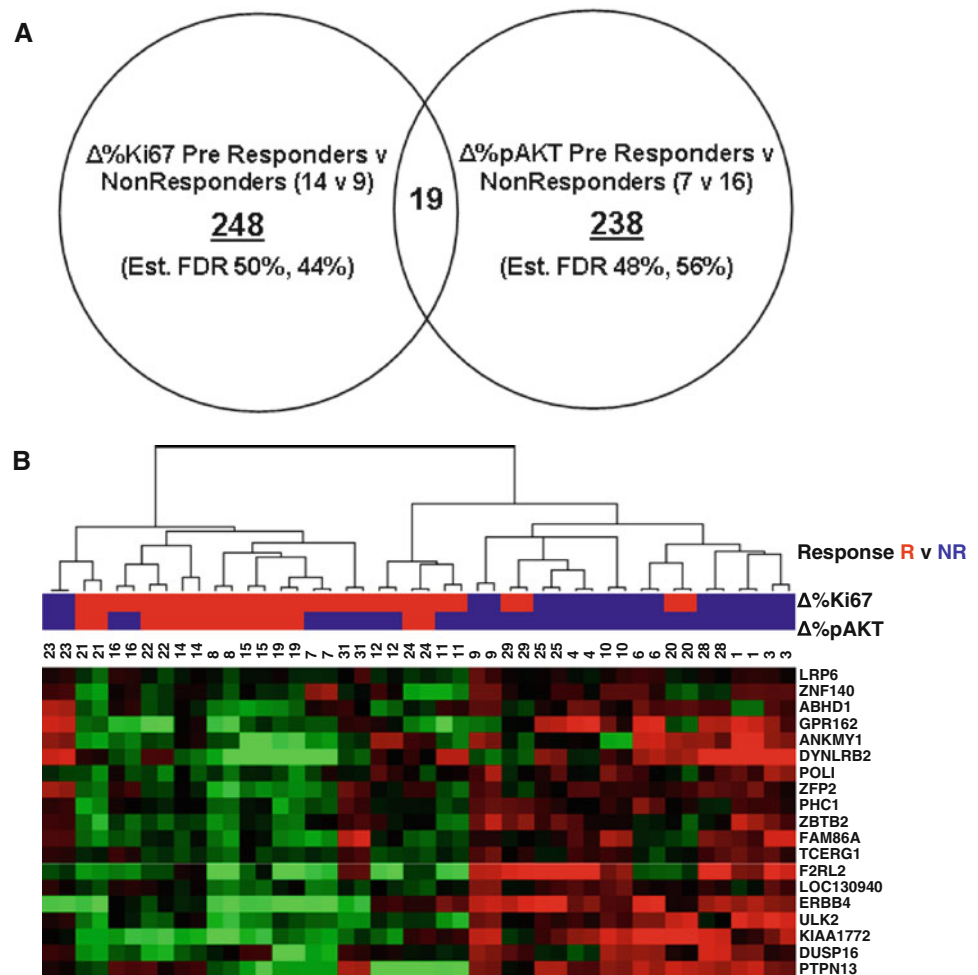 A
Δ%Ki67 Pre Responders v
NonResponders (14 v 9)
248
(Est. FDR 50%, 44%)
19
Δ%pAKT Pre Responders v
NonResponders (7 v 16)
238
(Est. FDR 48%, 56%)
B
Response R v NR
Δ%Ki67
Δ%pAKT
23 23 21 21 16 16 22 22 14 14 8 8 15 15 19 19 7 7 31 31 12 12 24 24 11 11 9 9 29 29 25 25 4 4 10 10 6 6 20 20 28 28 1 1 3 3
LRP6
ZNF140
ABHD1
GPR162
ANKMY1
DYNLRB2
POLI
ZFP2
PHC1
ZBTB2
FAM86A
TCERG1
F2RL2
LOC130940
ERBB4
ULK2
KIAA1772
DUSP16
PTPN13